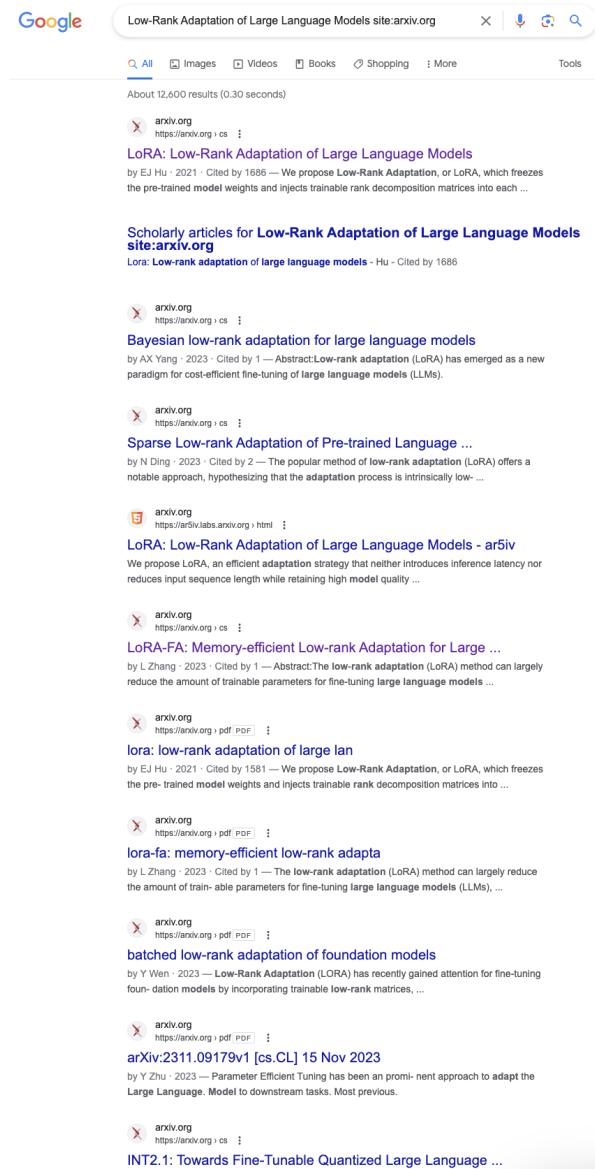 Google
Low-Rank Adaptation of Large Language Models site:arxiv.org
All Images Videos Books Shopping More Tools
About 12,600 results (0.30 seconds)
arxiv.org
https://arxiv.org › cs
LoRA: Low-Rank Adaptation of Large Language Models
by EJ Hu · 2021 · Cited by 1686 — We propose Low-Rank Adaptation, or LoRA, which freezes
the pre-trained model weights and injects trainable rank decomposition matrices into each ...
Scholarly articles for Low-Rank Adaptation of Large Language Models
site:arxiv.org
Lora: Low-rank adaptation of large language models - Hu - Cited by 1686
arxiv.org
https://arxiv.org › cs
Bayesian low-rank adaptation for large language models
by AX Yang · 2023 · Cited by 1 — Abstract:Low-rank adaptation (LoRA) has emerged as a new
paradigm for cost-efficient fine-tuning of large language models (LLMs).
arxiv.org
https://arxiv.org › cs
Sparse Low-rank Adaptation of Pre-trained Language ...
by N Ding · 2023 · Cited by 2 — The popular method of low-rank adaptation (LoRA) offers a
notable approach, hypothesizing that the adaptation process is intrinsically low- ...
arxiv.org
https://ar5iv.labs.arxiv.org › html
LoRA: Low-Rank Adaptation of Large Language Models - ar5iv
We propose LoRA, an efficient adaptation strategy that neither introduces inference latency nor
reduces input sequence length while retaining high model quality ...
arxiv.org
https://arxiv.org › cs
LoRA-FA: Memory-efficient Low-rank Adaptation for Large ...
by L Zhang · 2023 · Cited by 1 — Abstract:The low-rank adaptation (LoRA) method can largely
reduce the amount of trainable parameters for fine-tuning large language models ...
arxiv.org
https://arxiv.org › pdf PDF
lora: low-rank adaptation of large lan
by EJ Hu · 2021 · Cited by 1581 — We propose Low-Rank Adaptation, or LoRA, which freezes
the pre- trained model weights and injects trainable rank decomposition matrices into ...
arxiv.org
https://arxiv.org › pdf PDF
lora-fa: memory-efficient low-rank adapta
by L Zhang · 2023 · Cited by 1 — The low-rank adaptation (LoRA) method can largely reduce
the amount of train- able parameters for fine-tuning large language models (LLMs), ...
arxiv.org
https://arxiv.org › pdf PDF
batched low-rank adaptation of foundation models
by Y Wen · 2023 — Low-Rank Adaptation (LORA) has recently gained attention for fine-tuning
foun- dation models by incorporating trainable low-rank matrices, ...
arxiv.org
https://arxiv.org › pdf PDF
arXiv:2311.09179v1 [cs.CL] 15 Nov 2023
by Y Zhu · 2023 — Parameter Efficient Tuning has been an promi- nent approach to adapt the
Large Language. Model to downstream tasks. Most previous.
arxiv.org
https://arxiv.org › cs
INT2.1: Towards Fine-Tunable Quantized Large Language ...